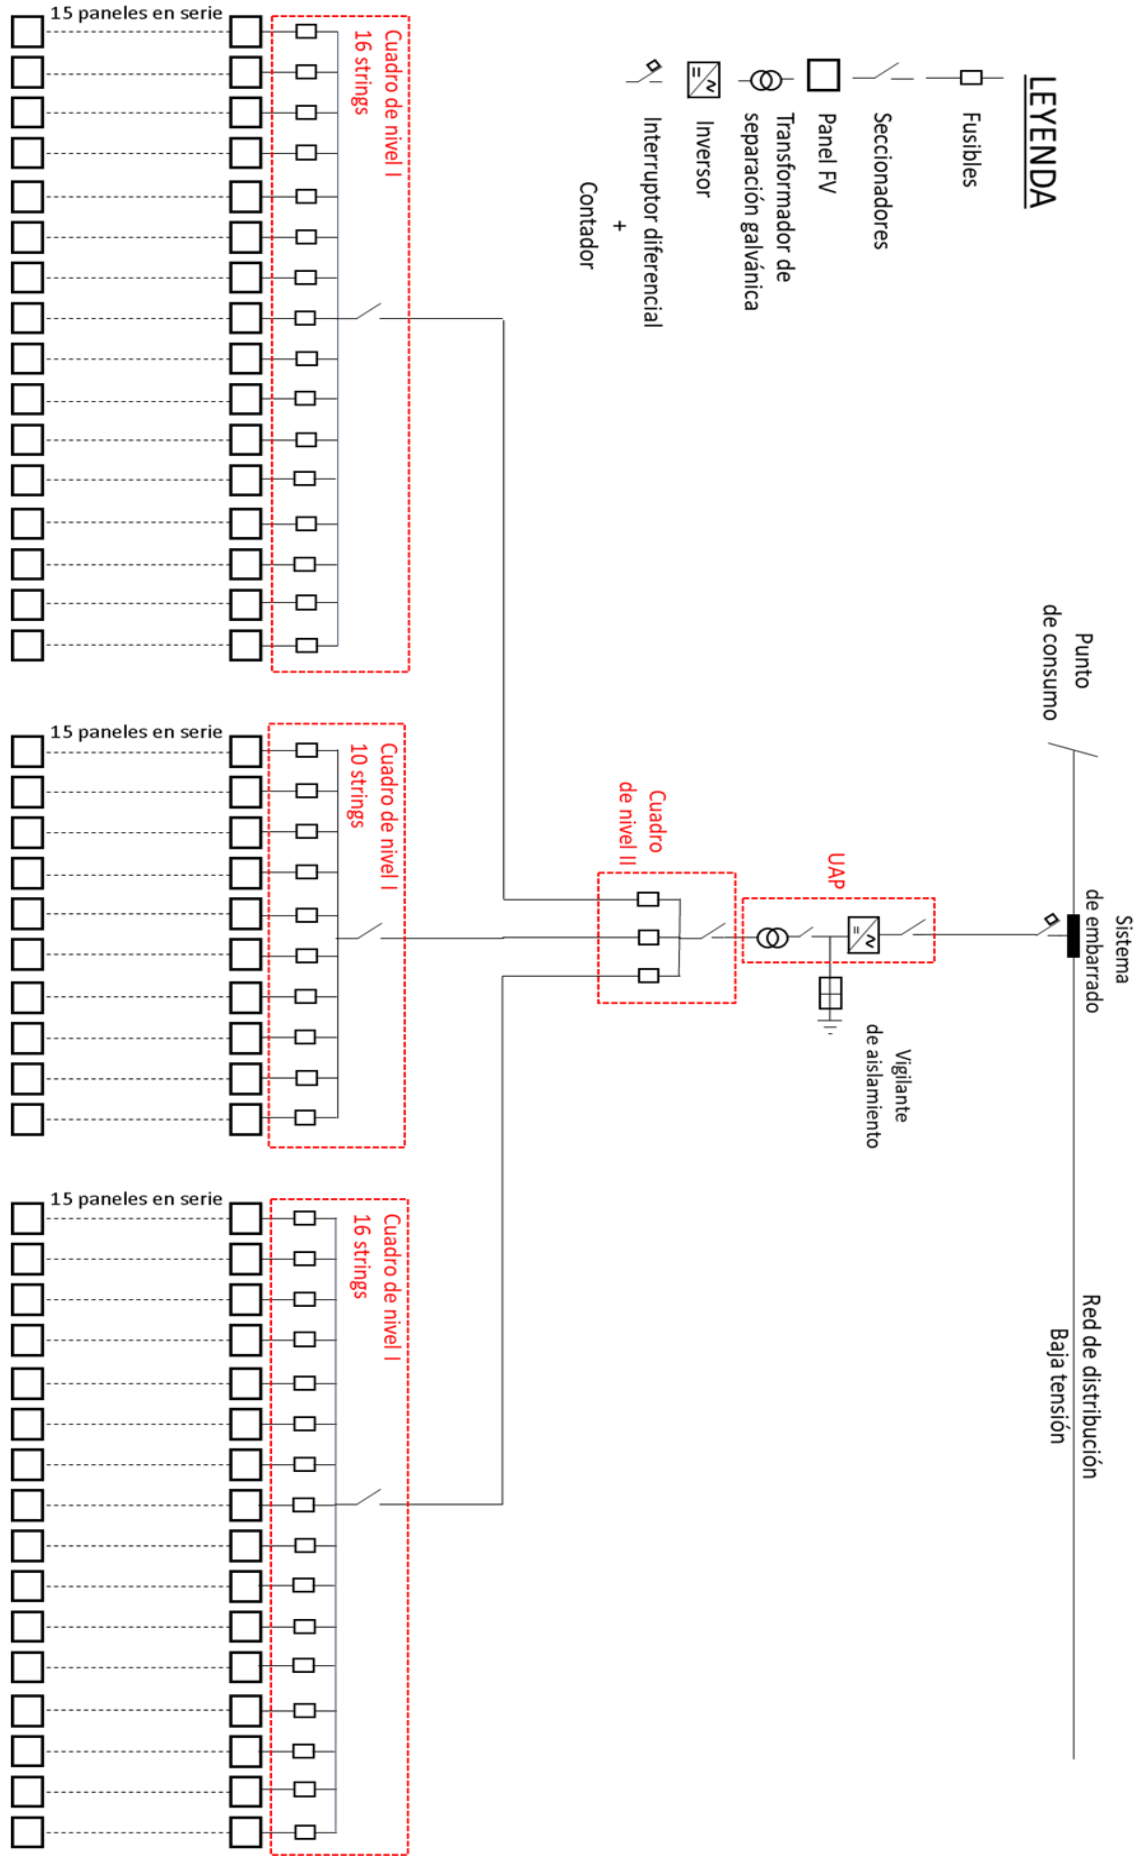 LEYENDA
Fusibles
Seccionadores
Panel FV
Transformador de
separación galvánica
Inversor
Interruptor diferencial
+
Contador
Punto
de consumo
Sistema
de embarrado
Red de distribución
Baja tensión
UAP
Vigilante
de aislamiento
Cuadro
de nivel II
Cuadro de nivel I
16 strings
15 paneles en serie
Cuadro de nivel I
10 strings
15 paneles en serie
Cuadro de nivel I
16 strings
15 paneles en serie